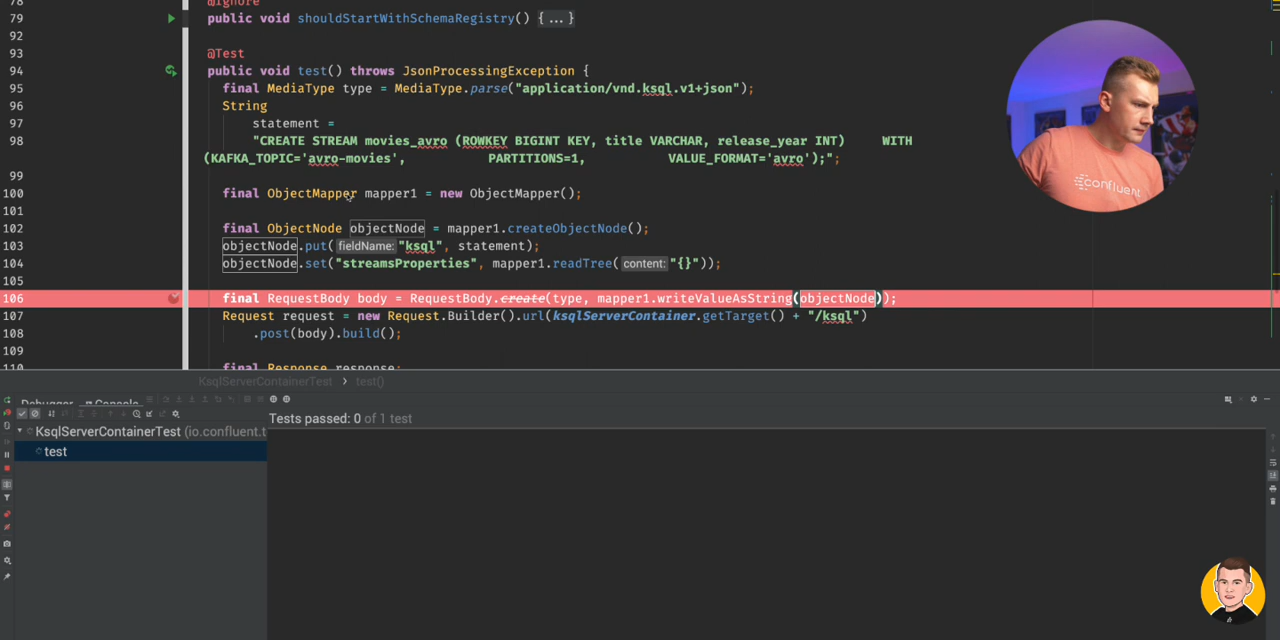 78 @Ignore
79 public void shouldStartWithSchemaRegistry() {...}
92
93 @Test
94 public void test() throws JsonProcessingException {
95 final MediaType type = MediaType.parse("application/vnd.ksql.v1+json");
96 String
97 statement =
98 "CREATE STREAM movies_avro (ROWKEY BIGINT KEY, title VARCHAR, release_year INT) WITH
(KAFKA_TOPIC='avro-movies', PARTITIONS=1, VALUE_FORMAT='avro');";
99
100 final ObjectMapper mapper1 = new ObjectMapper();
101
102 final ObjectNode objectNode = mapper1.createObjectNode();
103 objectNode.put( fieldName: "ksql", statement);
104 objectNode.set("streamsProperties", mapper1.readTree( content: "{}"));
105
106 final RequestBody body = RequestBody.create(type, mapper1.writeValueAsString(objectNode));
107 Request request = new Request.Builder().url(ksqlServerContainer.getTarget() + "/ksql")
108 .post(body).build();
109
110 final Response response;
KsqlServerContainerTest › test()
Debugger Console
Tests passed: 0 of 1 test
KsqlServerContainerTest (io.confluent.t
test
confluent